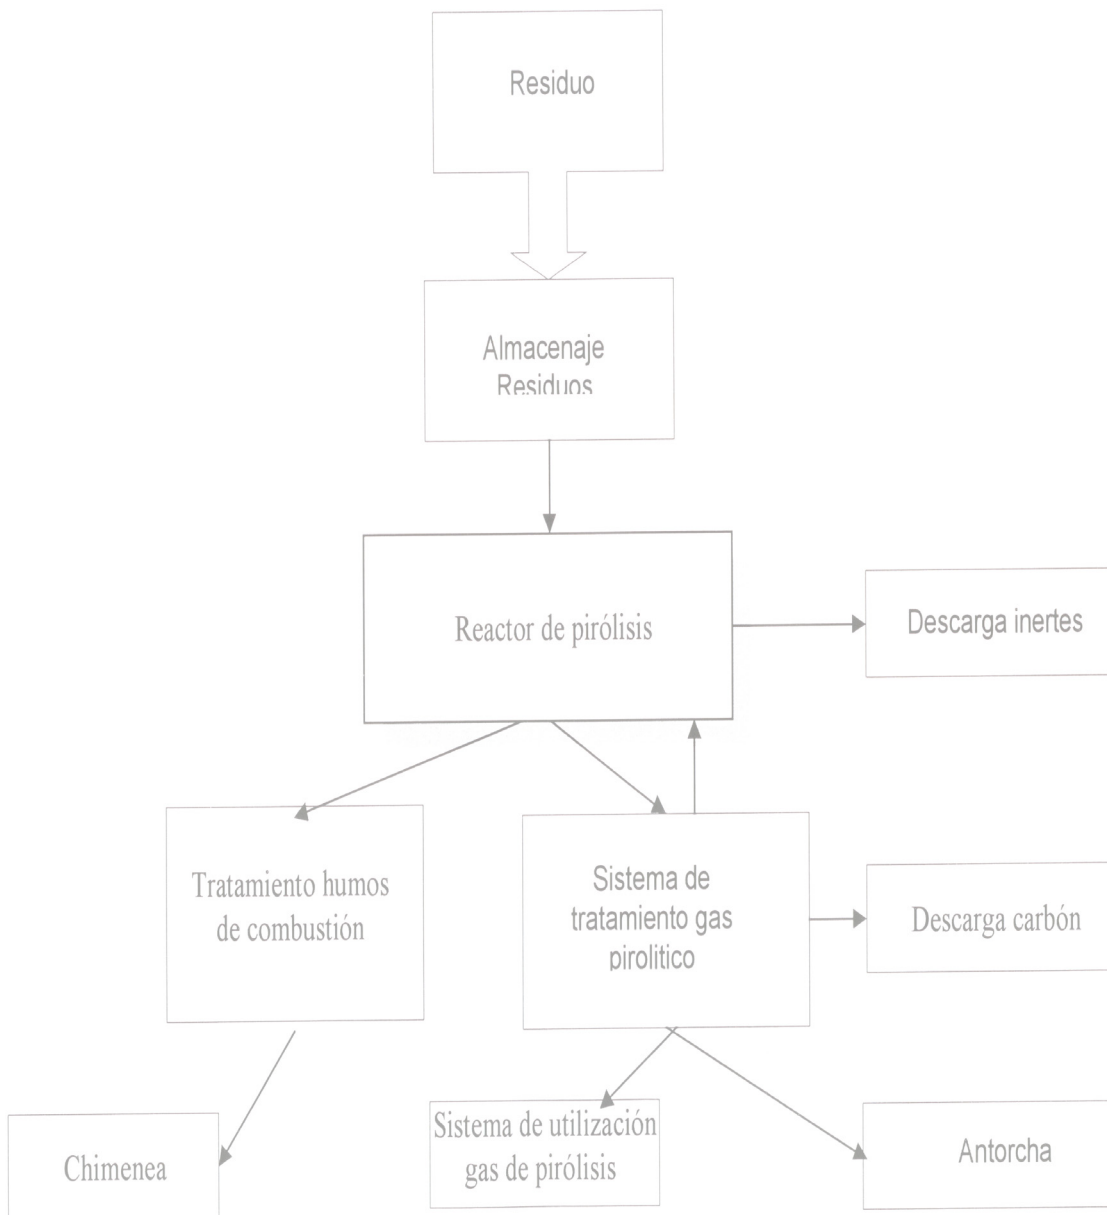 Residuo
Almacenaje
Residuos
Reactor de pirólisis
Descarga inertes
Tratamiento humos
de combustión
Sistema de
tratamiento gas
pirolitico
Descarga carbón
Chimenea
Sistema de utilización
gas de pirólisis
Antorcha